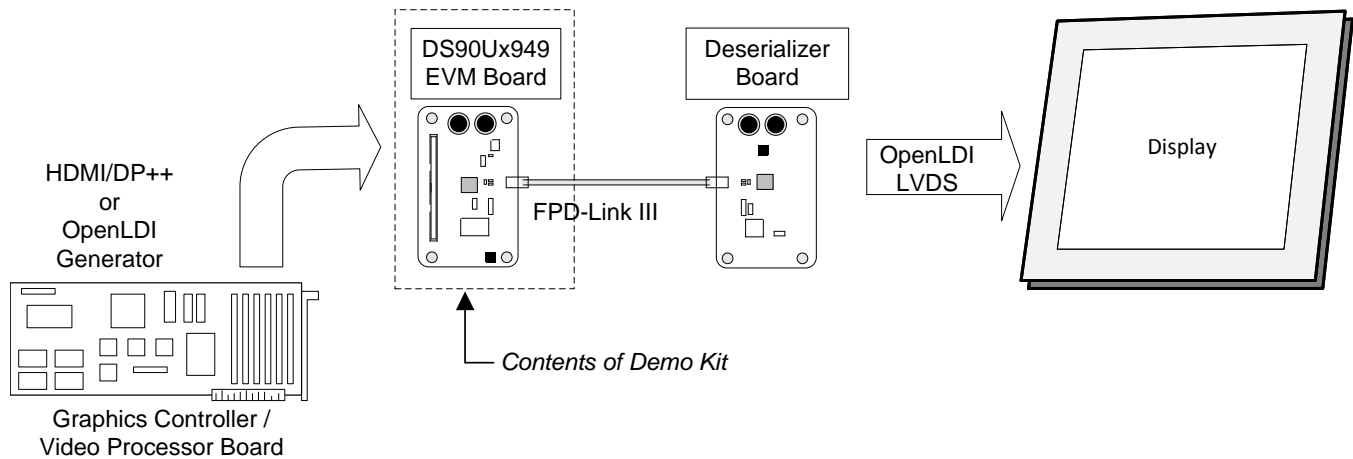 HDMI/DP++
or
OpenLDI
Generator
Graphics Controller /
Video Processor Board
DS90Ux949
EVM Board
Contents of Demo Kit
FPD-Link III
Deserializer
Board
OpenLDI
LVDS
Display